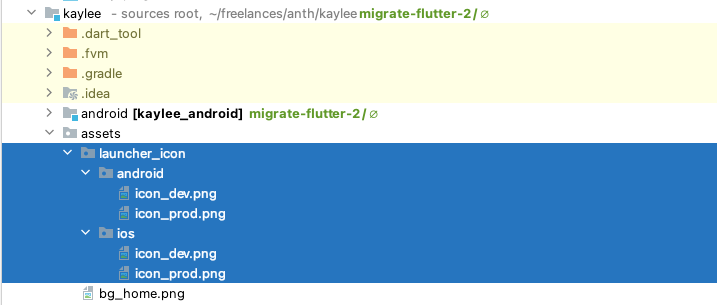 kaylee - sources root, ~/freelances/anth/kaylee migrate-flutter-2 / ∅
.dart_tool
.fvm
.gradle
.idea
android [kaylee_android] migrate-flutter-2 / ∅
assets
launcher_icon
android
icon_dev.png
icon_prod.png
ios
icon_dev.png
icon_prod.png
bg_home.png